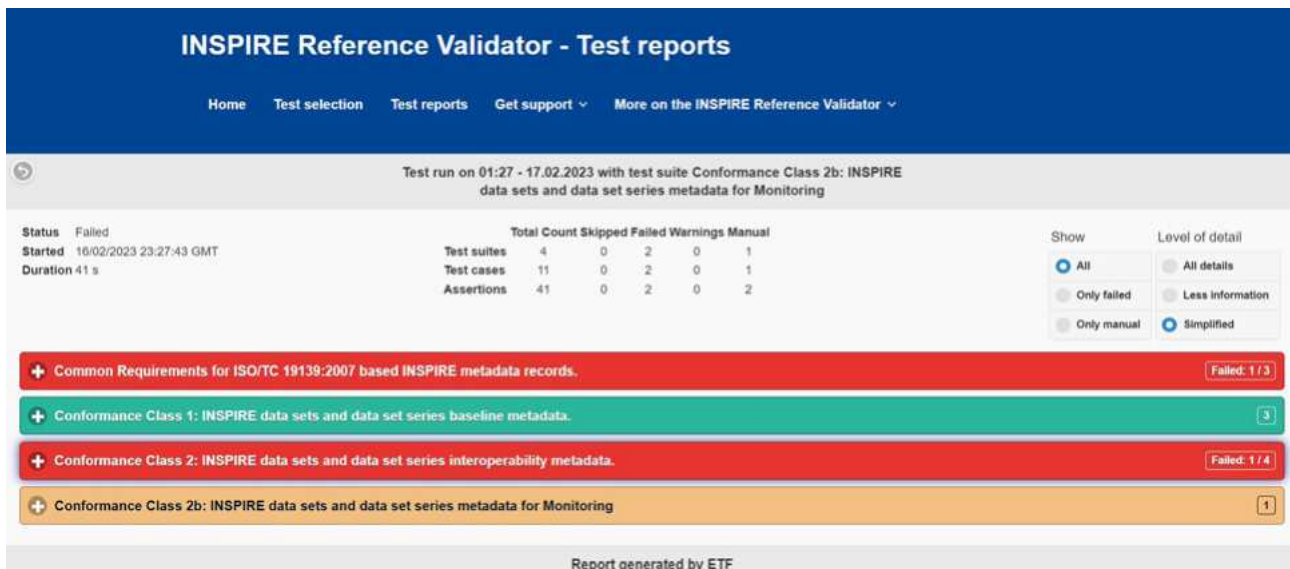 INSPIRE Reference Validator - Test reports
Home Test selection Test reports Get support More on the INSPIRE Reference Validator
Test run on 01:27 - 17.02.2023 with test suite Conformance Class 2b: INSPIRE
data sets and data set series metadata for Monitoring
Status Failed
Started 16/02/2023 23:27:43 GMT
Duration 41 s
Total Count Skipped Failed Warnings Manual
Test suites 4 0 2 0 1
Test cases 11 0 2 0 1
Assertions 41 0 2 0 2
Show Level of detail
All All details
Only failed Less information
Only manual Simplified
Common Requirements for ISO/TC 19139:2007 based INSPIRE metadata records. Failed: 1 / 3
Conformance Class 1: INSPIRE data sets and data set series baseline metadata. 3
Conformance Class 2: INSPIRE data sets and data set series interoperability metadata. Failed: 1 / 4
Conformance Class 2b: INSPIRE data sets and data set series metadata for Monitoring 1
Report generated by ETF